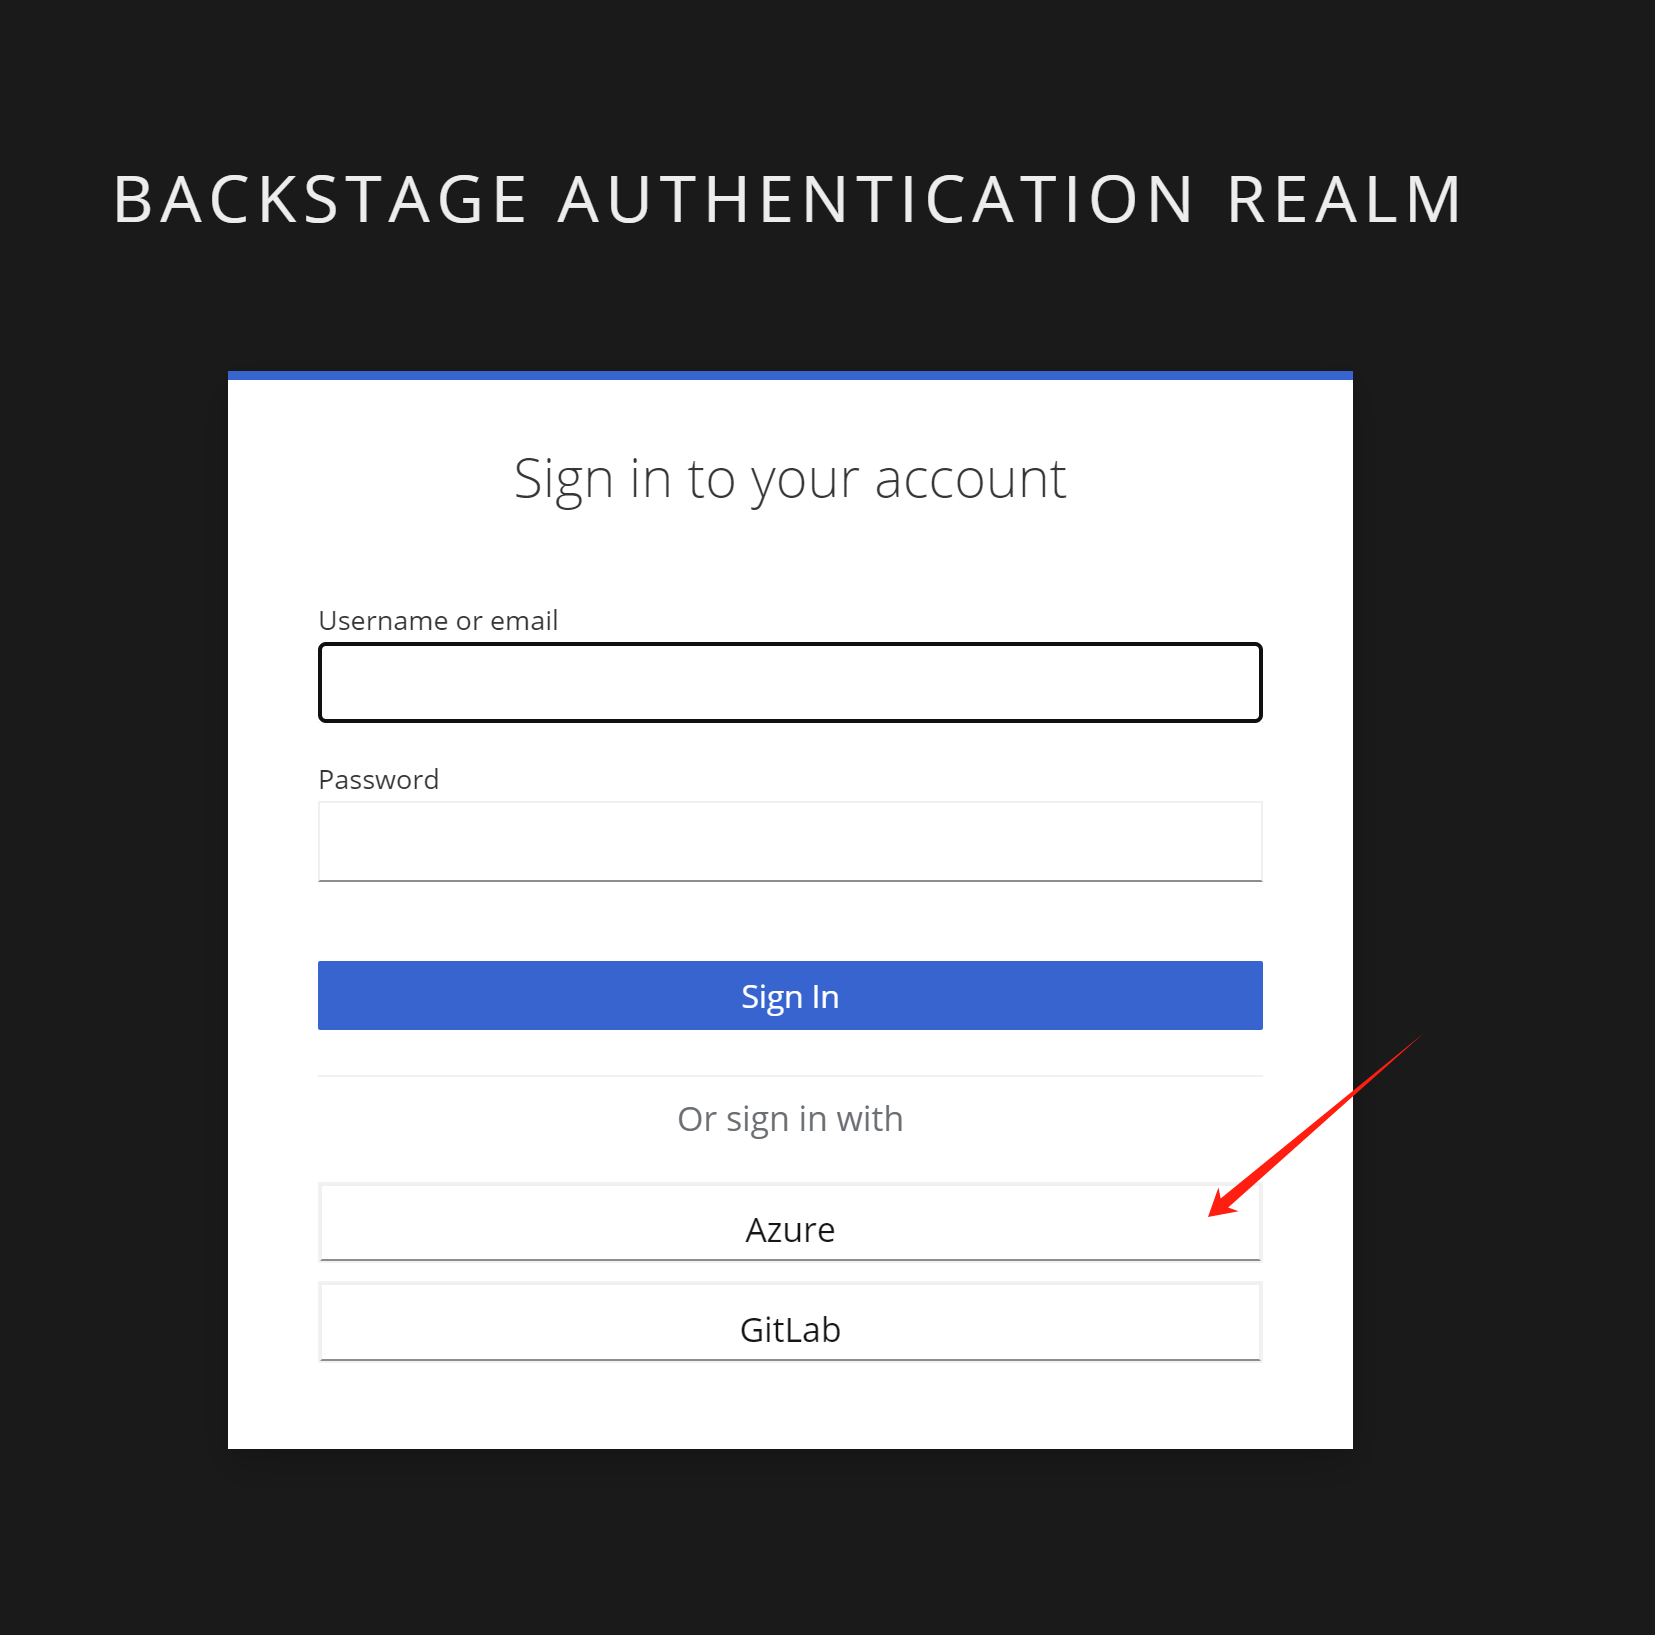 BACKSTAGE AUTHENTICATION REALM
Sign in to your account
Username or email
Password
Sign In
Or sign in with
Azure
GitLab